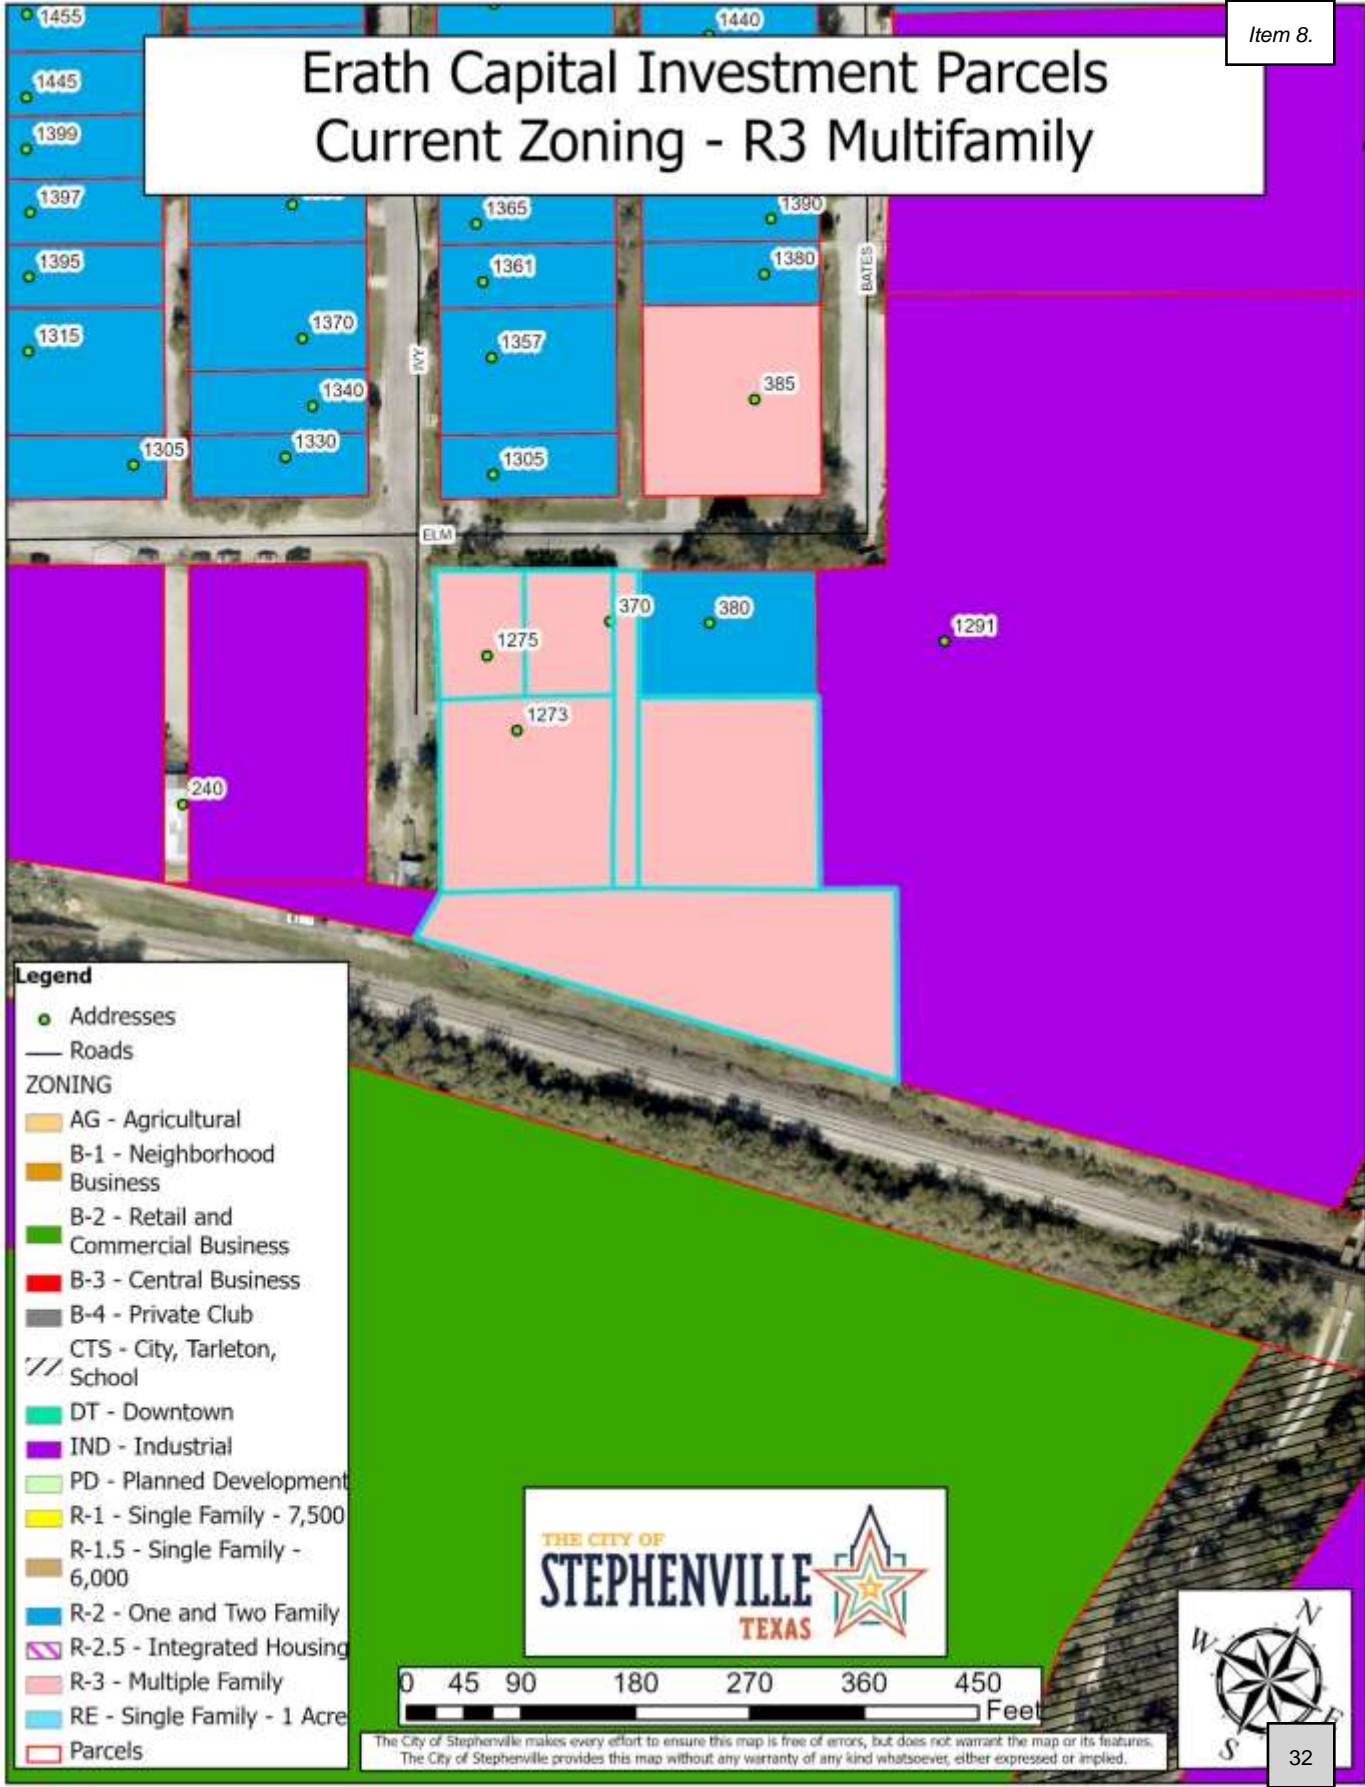 Item 8.
Erath Capital Investment Parcels
Current Zoning - R3 Multifamily
1455
1440
1445
1399
1397
1365
1390
1395
1361
1380
BATES
1315
1370
1357
IVY
1340
385
1305
1330
1305
ELM
370
380
1275
1291
1273
240
Legend
Addresses
Roads
ZONING
AG - Agricultural
B-1 - Neighborhood
Business
B-2 - Retail and
Commercial Business
B-3 - Central Business
B-4 - Private Club
CTS - City, Tarleton,
School
DT - Downtown
IND - Industrial
PD - Planned Development
R-1 - Single Family - 7,500
R-1.5 - Single Family -
6,000
R-2 - One and Two Family
R-2.5 - Integrated Housing
R-3 - Multiple Family
RE - Single Family - 1 Acre
Parcels
THE CITY OF
STEPHENVILLE
TEXAS
0 45 90 180 270 360 450
Feet
The City of Stephenville makes every effort to ensure this map is free of errors, but does not warrant the map or its features.
The City of Stephenville provides this map without any warranty of any kind whatsoever, either expressed or implied.
N
W
E
S
32